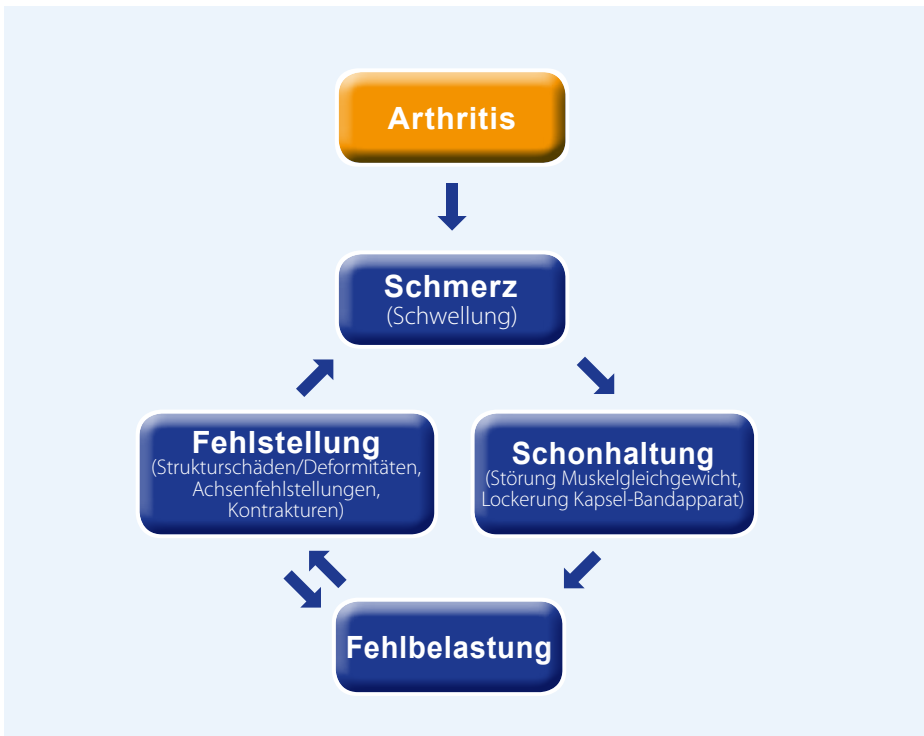 Arthritis
Schmerz
(Schwellung)
Fehlstellung
(Strukturschäden/Deformitäten,
Achsenfehlstellungen,
Kontrakturen)
Schonhaltung
(Störung Muskelgleichgewicht,
Lockerung Kapsel-Bandapparat)
Fehlbelastung